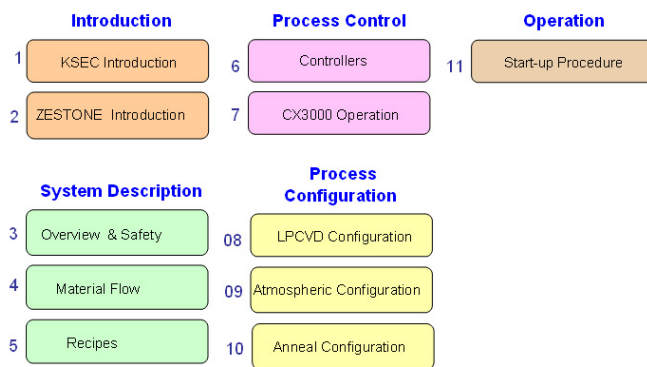 Introduction
1 KSEC Introduction
2 ZESTONE Introduction
Process Control
6 Controllers
7 CX3000 Operation
Operation
11 Start-up Procedure
System Description
3 Overview & Safety
4 Material Flow
5 Recipes
Process
Configuration
08 LPCVD Configuration
09 Atmospheric Configuration
10 Anneal Configuration